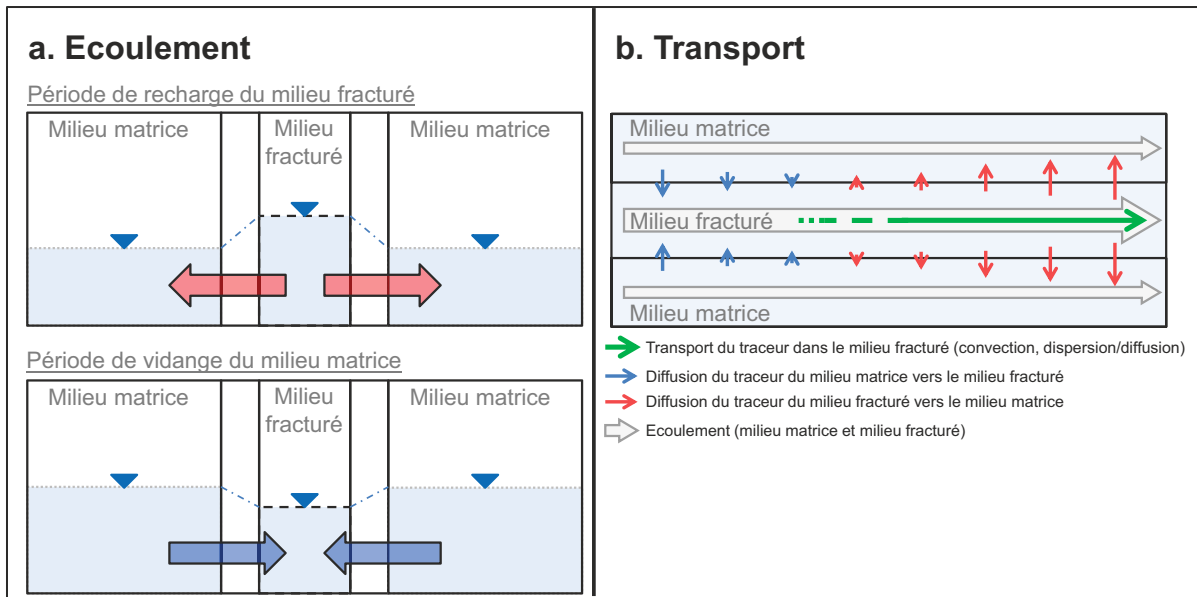 a. Ecoulement
Période de recharge du milieu fracturé
Milieu matrice
Milieu
fracturé
Milieu matrice
Période de vidange du milieu matrice
Milieu matrice
Milieu
fracturé
Milieu matrice
b. Transport
Milieu matrice
Milieu fracturé
Milieu matrice
Transport du traceur dans le milieu fracturé (convection, dispersion/diffusion)
Diffusion du traceur du milieu matrice vers le milieu fracturé
Diffusion du traceur du milieu fracturé vers le milieu matrice
Ecoulement (milieu matrice et milieu fracturé)